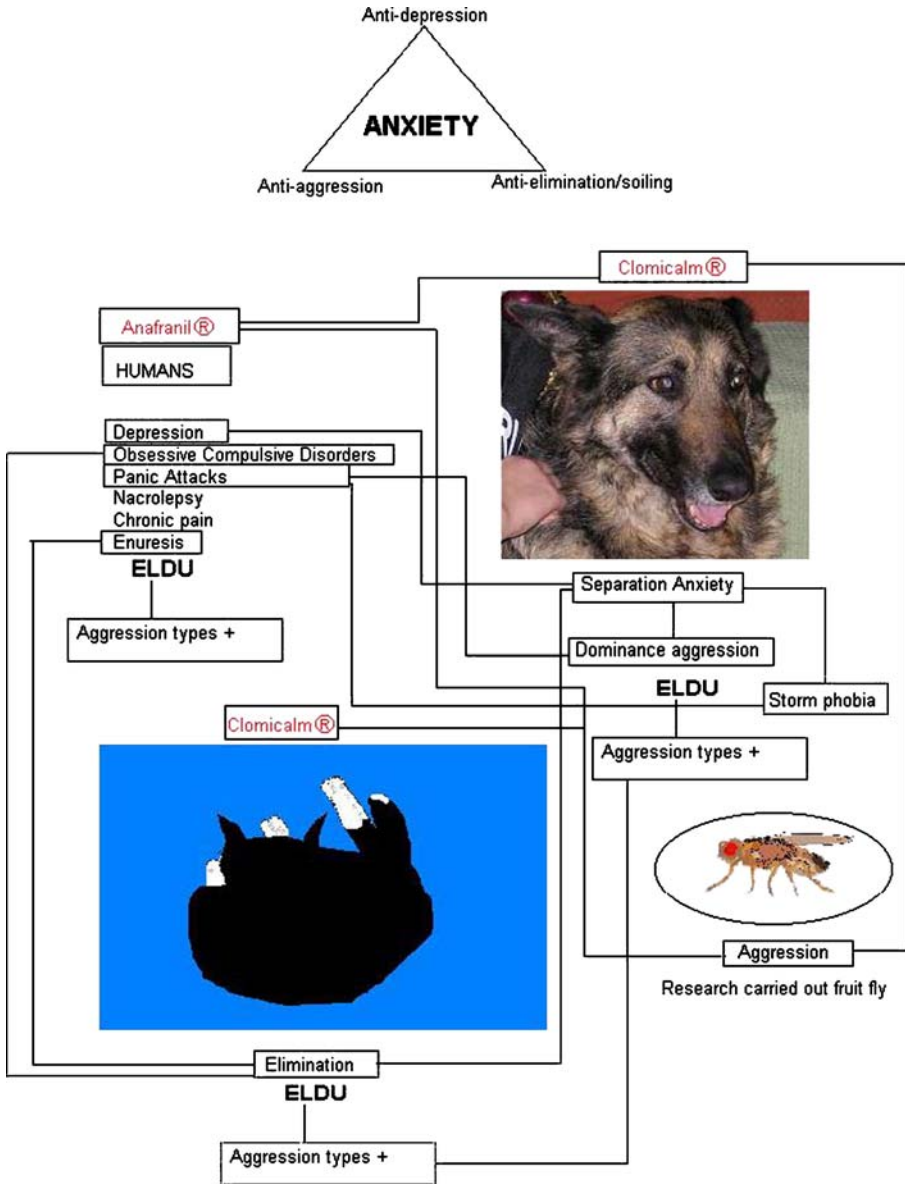 Anti-depression
ANXIETY
Anti-aggression
Anti-elimination/soiling
Clomicalm®
Anafranil®
HUMANS
Depression
Obsessive Compulsive Disorders
Panic Attacks
Nacrolepsy
Chronic pain
Enuresis
ELDU
Aggression types +
Separation Anxiety
Dominance aggression
ELDU
Storm phobia
Aggression types +
Clomicalm®
Aggression
Research carried out fruit fly
Elimination
ELDU
Aggression types +